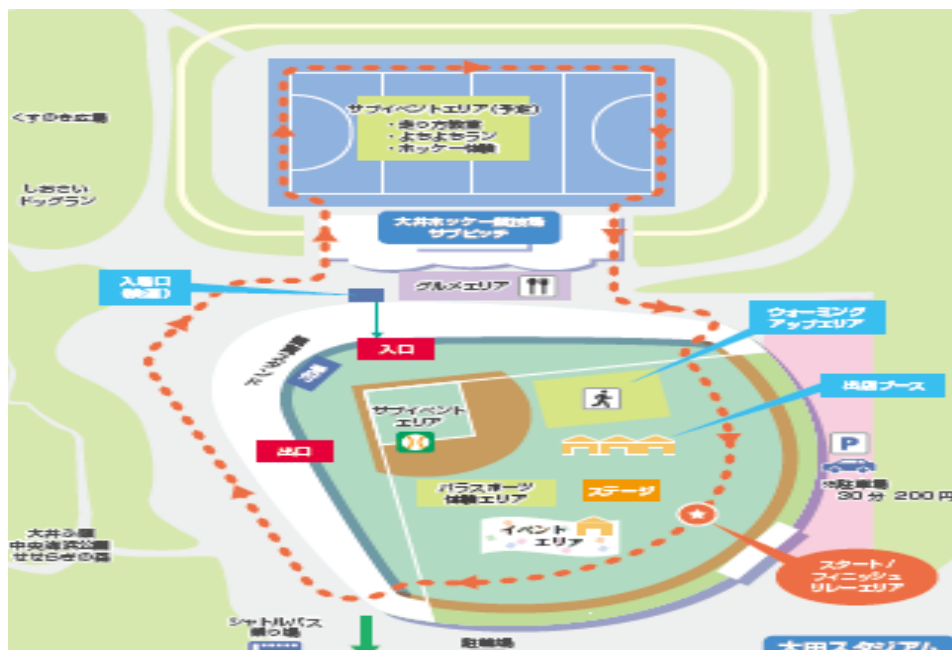 くすのき広場
しおさい
ドッグラン
サブイベントエリア(予定)
・走り方教室
・よちよちラン
・ホッケー体験
大井ホッケー競技場
サブピッチ
入場口
グルメエリア
ウォーミング
アップエリア
入口
出店ブース
サブイベント
エリア
出口
P
駐車場
30分 200円
パラスポーツ
体験エリア
ステージ
イベント
エリア
大井ふ頭
中央海浜公園
せせらぎの森
スタート/
フィニッシュ
リレーエリア
シャトルバス
乗り場
駐輪場
大田スタジアム